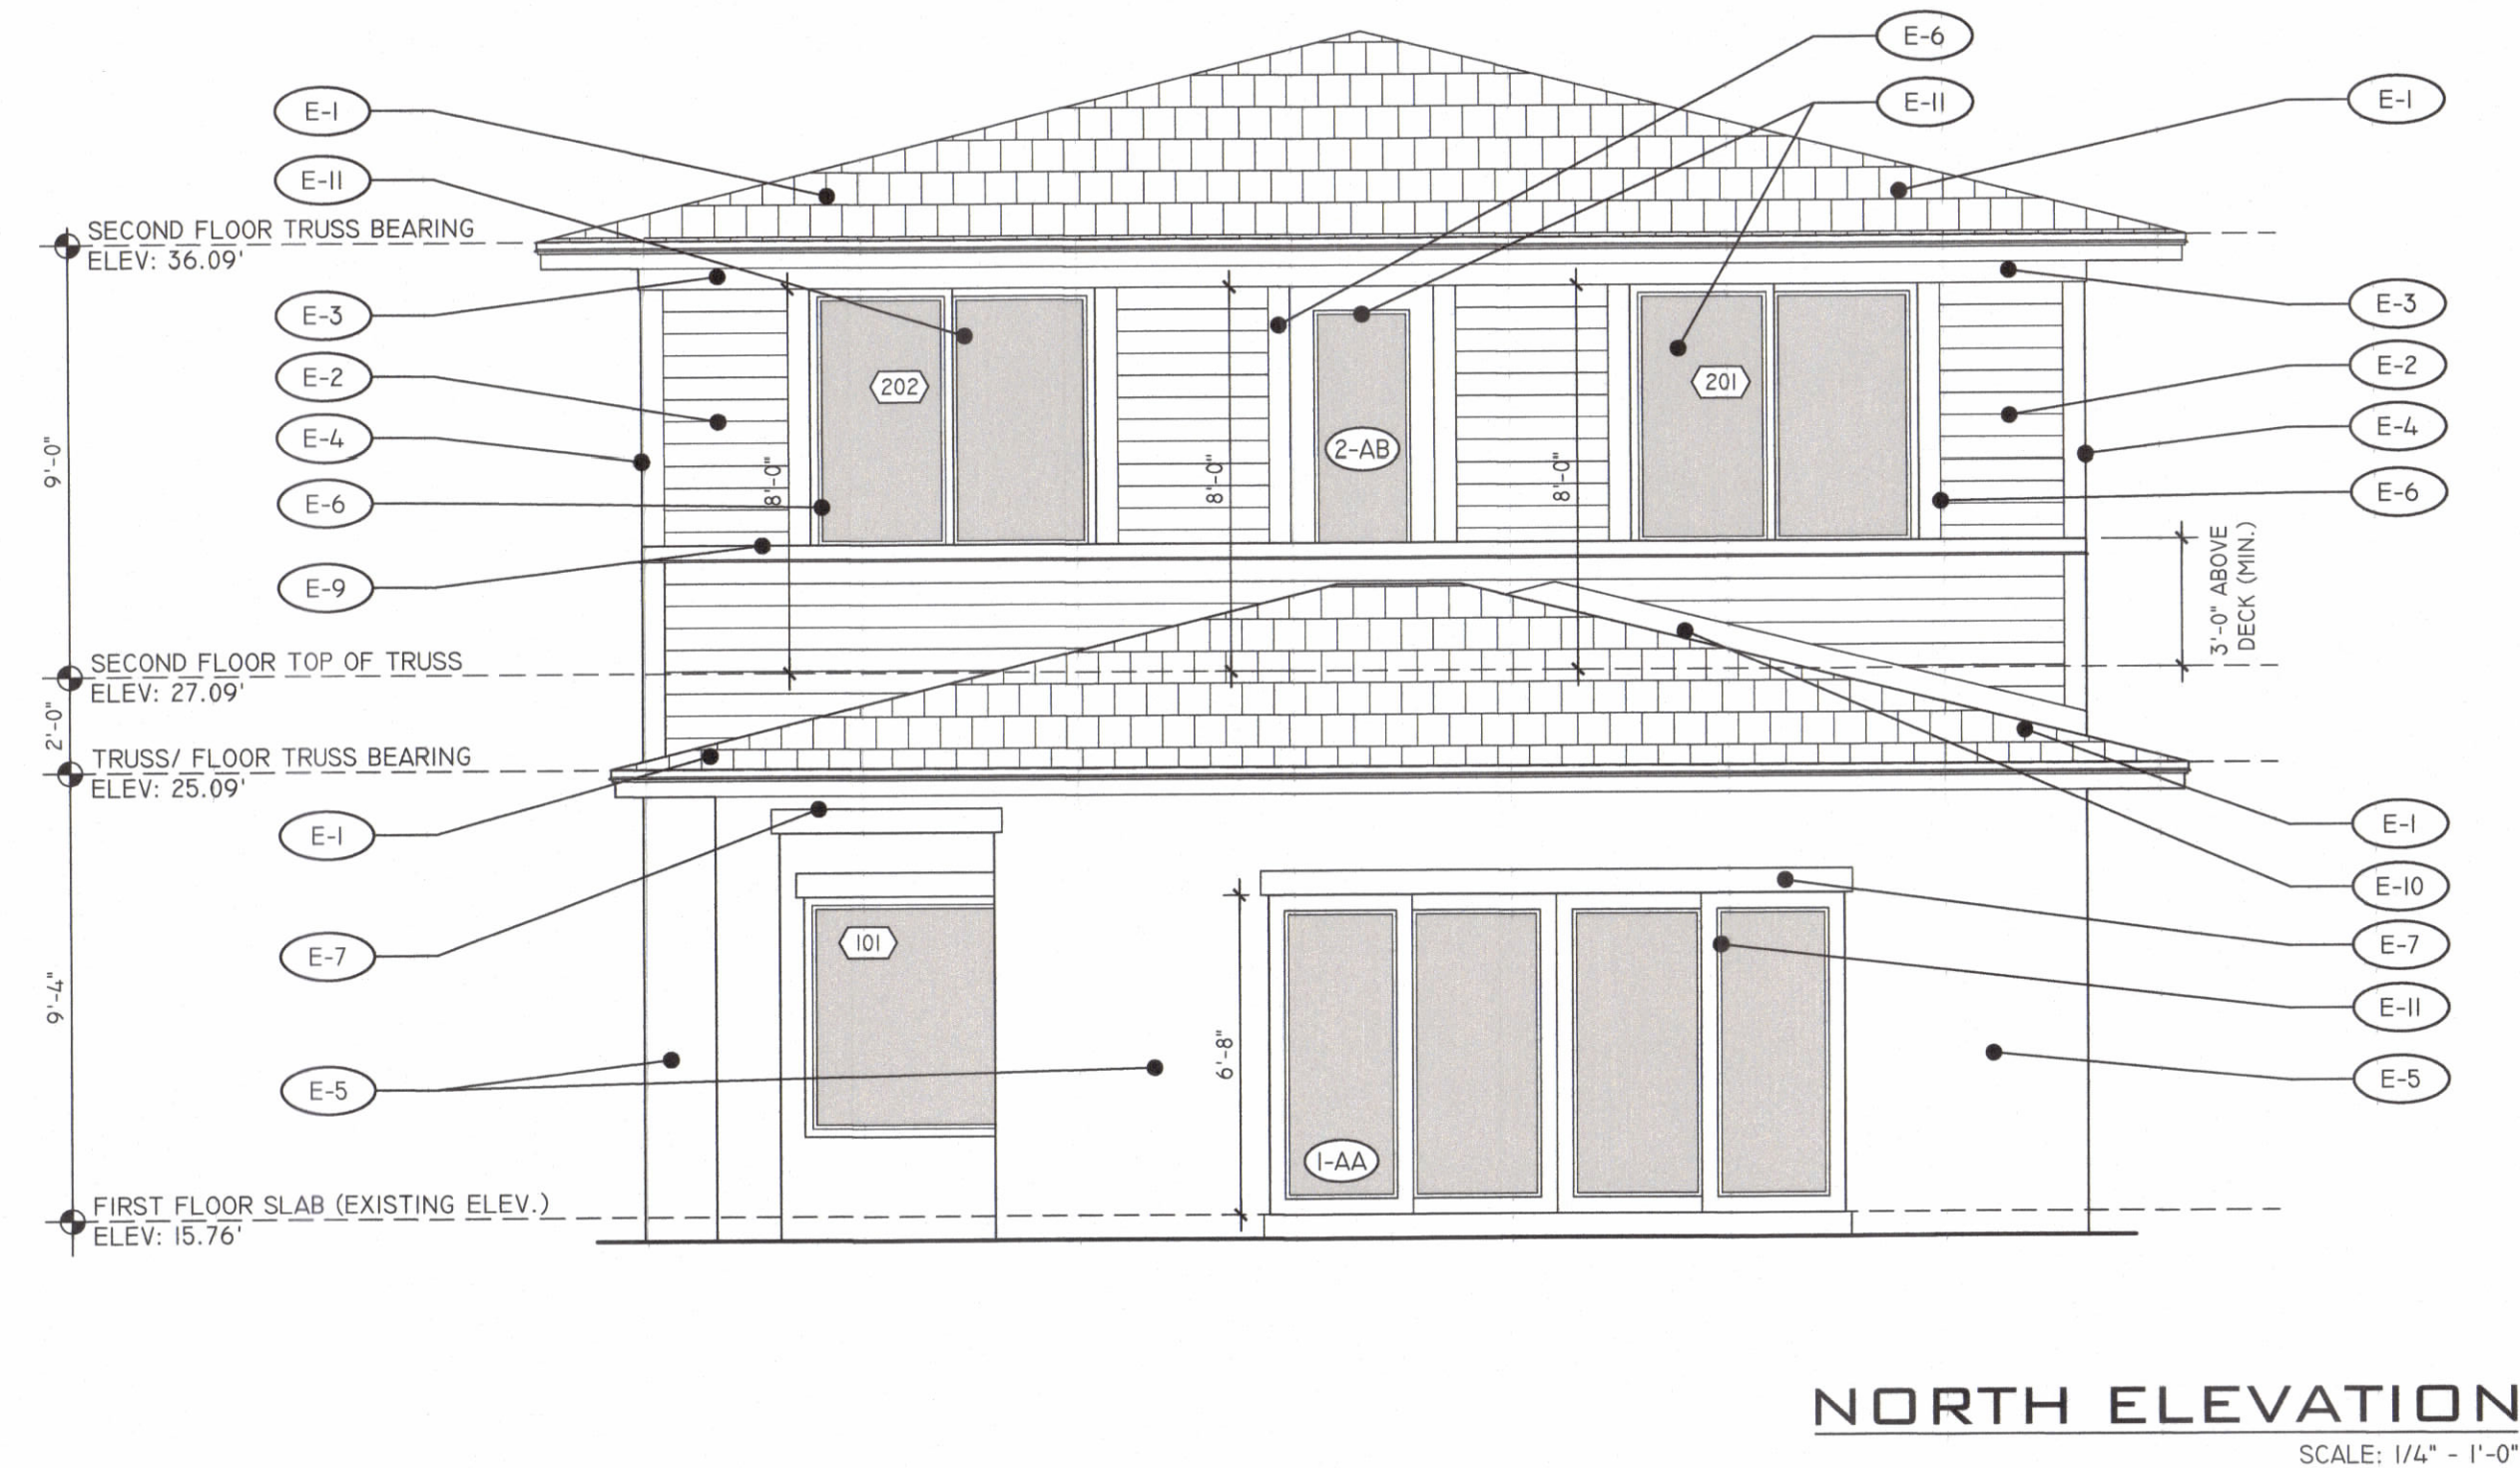 E-6
E-11
E-1
E-1
E-11
SECOND FLOOR TRUSS BEARING
ELEV: 36.09'
E-3
E-3
E-2
E-2
202
201
E-4
E-4
2-AB
9'-0"
8'-0"
8'-0"
8'-0"
E-6
E-6
E-9
3'-0" ABOVE
DECK (MIN.)
SECOND FLOOR TOP OF TRUSS
ELEV: 27.09'
2'-0"
TRUSS/ FLOOR TRUSS BEARING
ELEV: 25.09'
E-1
E-1
E-10
E-7
101
E-7
9'-4"
E-11
6'-8"
E-5
E-5
1-AA
FIRST FLOOR SLAB (EXISTING ELEV.)
ELEV: 15.76'
NORTH ELEVATION
SCALE: 1/4" - 1'-0"